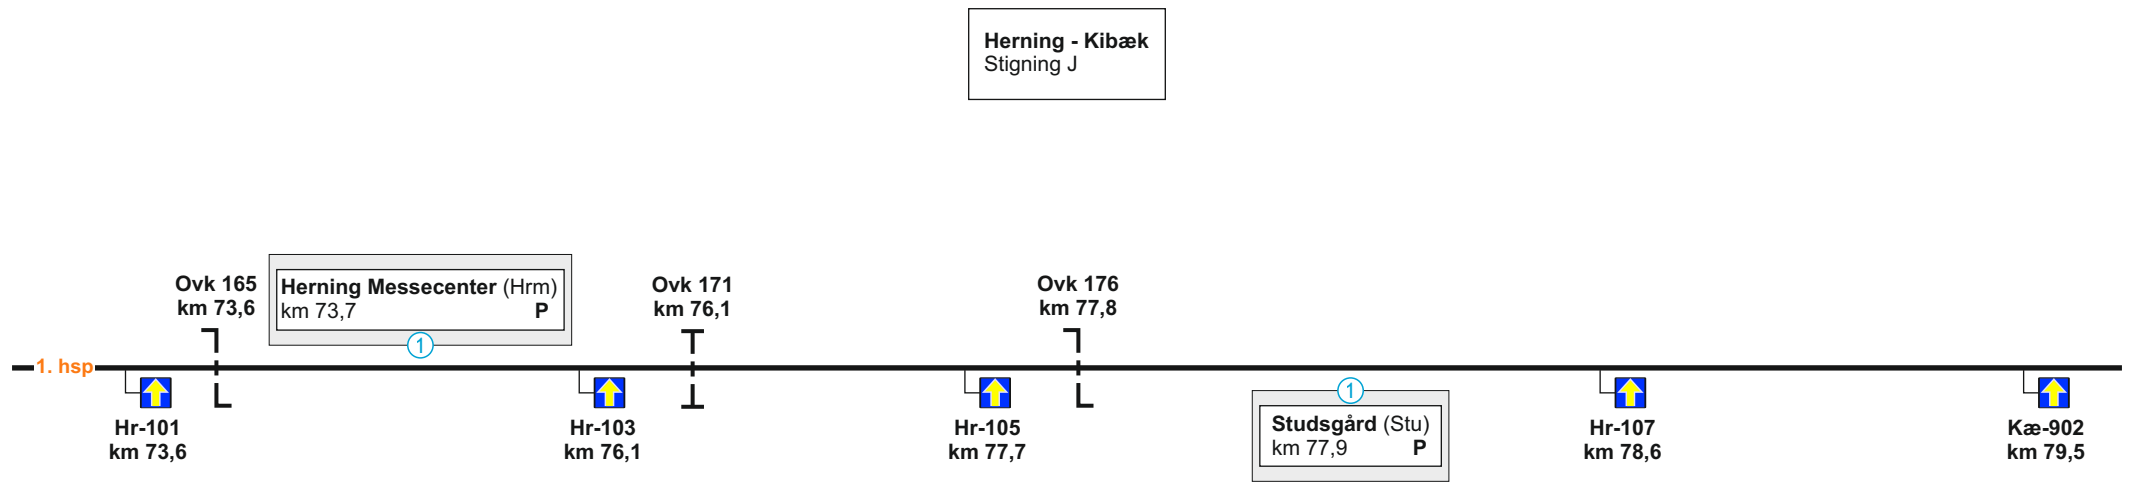 Herning - Kibæk
Stigning J
Ovk 165
km 73,6
Herning Messecenter (Hrm)
km 73,7 P
1
Ovk 171
km 76,1
Ovk 176
km 77,8
1. hsp
Hr-101
km 73,6
Hr-103
km 76,1
Hr-105
km 77,7
1
Studsgård (Stu)
km 77,9 P
Hr-107
km 78,6
Kæ-902
km 79,5